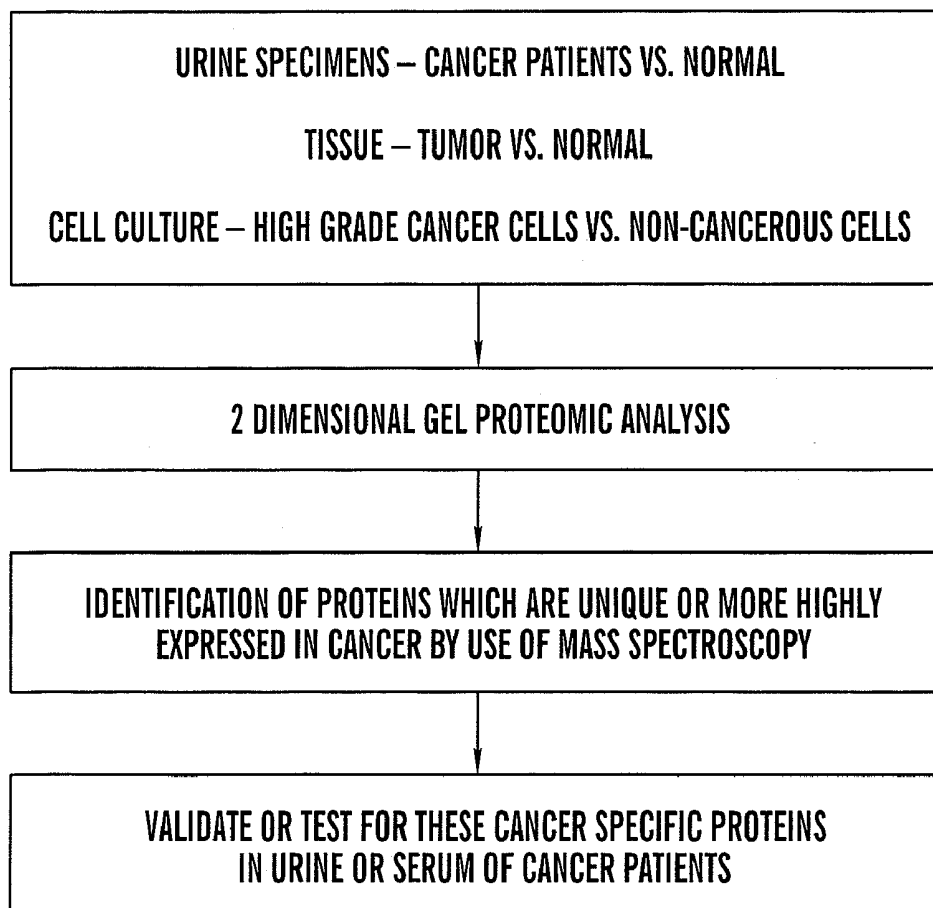 URINE SPECIMENS – CANCER PATIENTS VS. NORMAL
TISSUE – TUMOR VS. NORMAL
CELL CULTURE – HIGH GRADE CANCER CELLS VS. NON-CANCEROUS CELLS
2 DIMENSIONAL GEL PROTEOMIC ANALYSIS
IDENTIFICATION OF PROTEINS WHICH ARE UNIQUE OR MORE HIGHLY
EXPRESSED IN CANCER BY USE OF MASS SPECTROSCOPY
VALIDATE OR TEST FOR THESE CANCER SPECIFIC PROTEINS
IN URINE OR SERUM OF CANCER PATIENTS